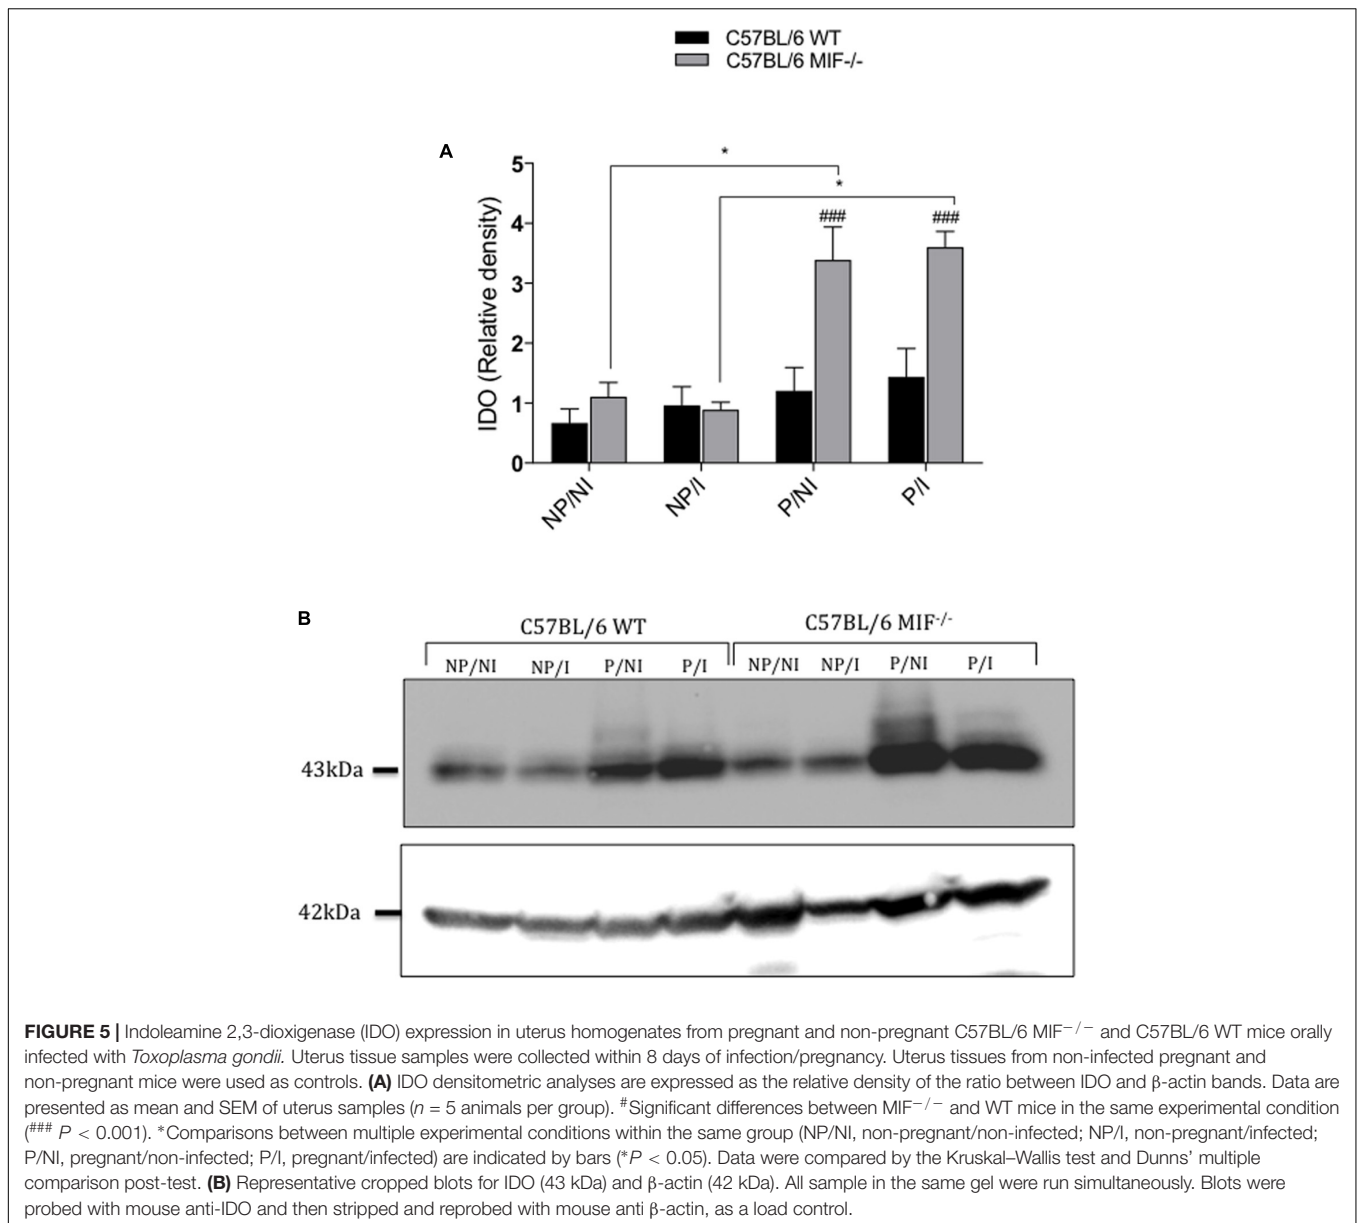 C57BL/6 WT
C57BL/6 MIF-/-
A
*
*
###
###
IDO (Relative density)
5
4
3
2
1
0
NP/NI
NP/I
P/NI
P/I
B
C57BL/6 WT
C57BL/6 MIF-/-
NP/NI NP/I P/NI P/I NP/NI NP/I P/NI P/I
43kDa
42kDa
FIGURE 5 | Indoleamine 2,3-dioxigenase (IDO) expression in uterus homogenates from pregnant and non-pregnant C57BL/6 MIF−/− and C57BL/6 WT mice orally
infected with Toxoplasma gondii. Uterus tissue samples were collected within 8 days of infection/pregnancy. Uterus tissues from non-infected pregnant and
non-pregnant mice were used as controls. (A) IDO densitometric analyses are expressed as the relative density of the ratio between IDO and β-actin bands. Data are
presented as mean and SEM of uterus samples (n = 5 animals per group). #Significant differences between MIF−/− and WT mice in the same experimental condition
(### P < 0.001). *Comparisons between multiple experimental conditions within the same group (NP/NI, non-pregnant/non-infected; NP/I, non-pregnant/infected;
P/NI, pregnant/non-infected; P/I, pregnant/infected) are indicated by bars (*P < 0.05). Data were compared by the Kruskal–Wallis test and Dunns' multiple
comparison post-test. (B) Representative cropped blots for IDO (43 kDa) and β-actin (42 kDa). All sample in the same gel were run simultaneously. Blots were
probed with mouse anti-IDO and then stripped and reprobed with mouse anti β-actin, as a load control.